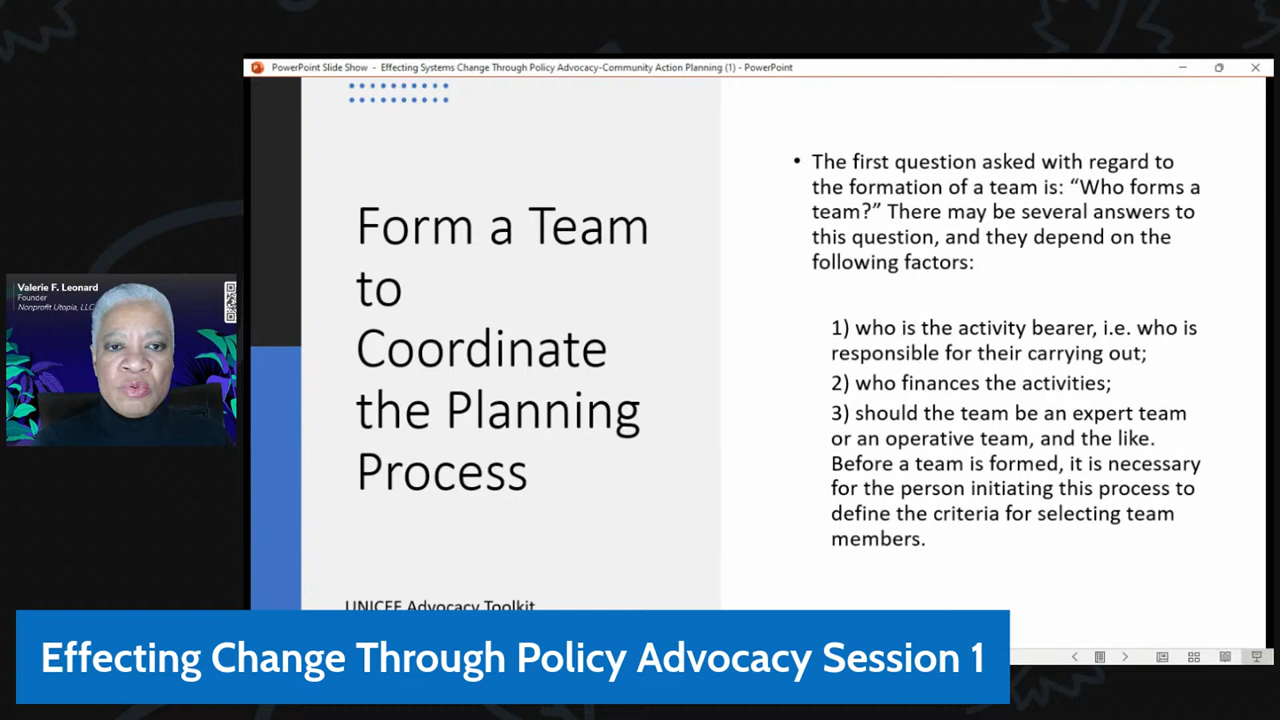 PowerPoint Slide Show - Effecting Systems Change Through Policy Advocacy-Community Action Planning (1) - PowerPoint
Valerie F. Leonard
Founder
Nonprofit Utopia, LLC
Form a Team
to
Coordinate
the Planning
Process
UNICEF Advocacy Toolkit
• The first question asked with regard to
the formation of a team is: “Who forms a
team?” There may be several answers to
this question, and they depend on the
following factors:
1) who is the activity bearer, i.e. who is
responsible for their carrying out;
2) who finances the activities;
3) should the team be an expert team
or an operative team, and the like.
Before a team is formed, it is necessary
for the person initiating this process to
define the criteria for selecting team
members.
Effecting Change Through Policy Advocacy Session 1